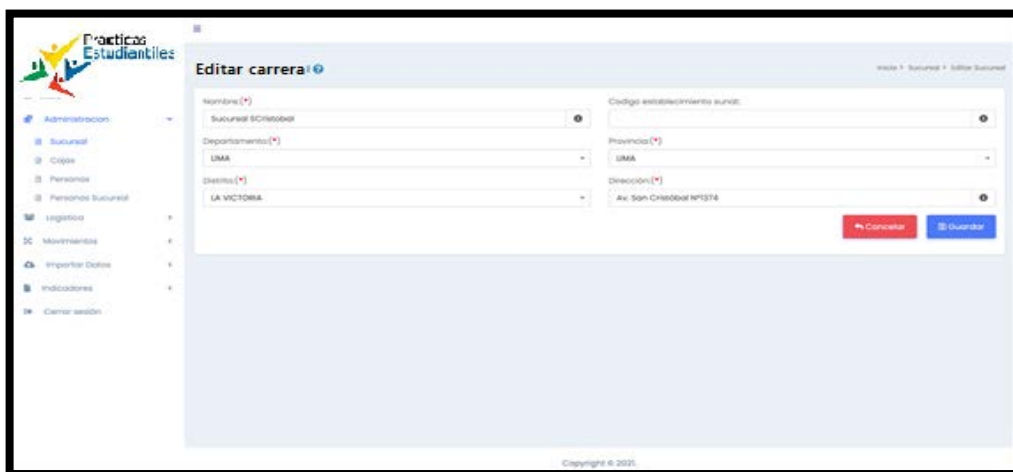 Practicas
Estudiantiles
Editar carrera
Inicio > Sucursal > Editar Sucursal
Nombre:(*)
Codigo establecimiento sunat:
Administracion
Sucursal SCristobal
Sucursal
Departamento:(*)
Provincia:(*)
Cajas
LIMA
LIMA
Personas
Distrito:(*)
Dirección:(*)
Personas Sucursal
LA VICTORIA
Av. San Cristóbal Nº1374
Logistica
Cancelar
Guardar
Movimientos
Importar Datos
Indicadores
Cerrar sesión
Copyright © 2021.